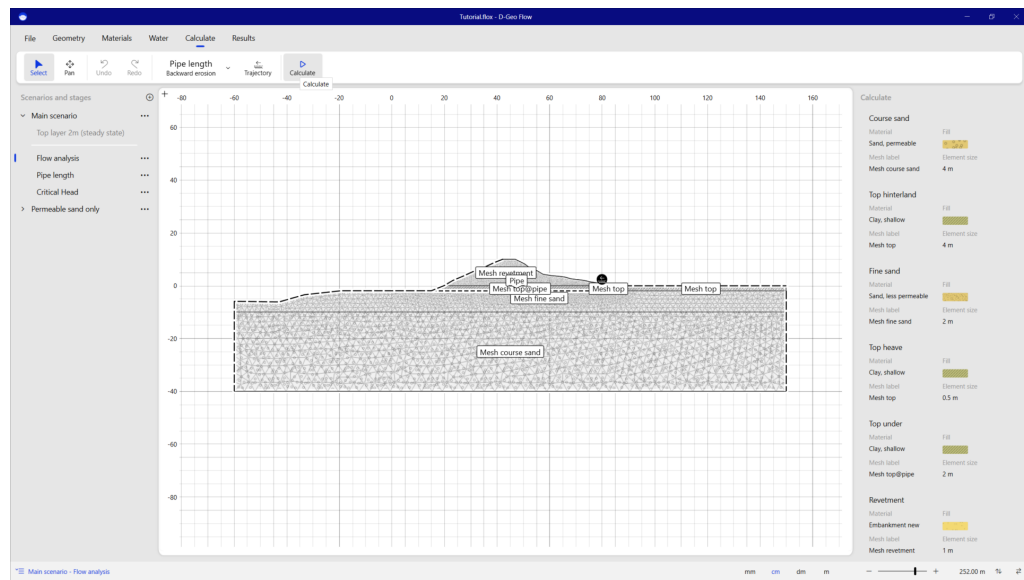 Tutorial.flox - D-Geo Flow
File Geometry Materials Water Calculate Results
Select Pan Undo Redo Pipe length Backward erosion Trajectory Calculate
Calculate
Scenarios and stages
Main scenario
Top layer 2m (steady state)
Flow analysis
Pipe length
Critical Head
Permeable sand only
-80 -60 -40 -20 0 20 40 60 80 100 120 140 160
60
40
20
0
-20
-40
-60
-80
Mesh revetment
Pipe
Mesh top@pipe
Mesh top
Mesh top
Mesh fine sand
Mesh course sand
Calculate
Course sand
Material Fill
Sand, permeable
Mesh label Element size
Mesh course sand 4 m
Top hinterland
Material Fill
Clay, shallow
Mesh label Element size
Mesh top 4 m
Fine sand
Material Fill
Sand, less permeable
Mesh label Element size
Mesh fine sand 2 m
Top heave
Material Fill
Clay, shallow
Mesh label Element size
Mesh top 0.5 m
Top under
Material Fill
Clay, shallow
Mesh label Element size
Mesh top@pipe 2 m
Revetment
Material Fill
Embankment new
Mesh label Element size
Mesh revetment 1 m
Main scenario - Flow analysis
mm cm dm m
252.00 m